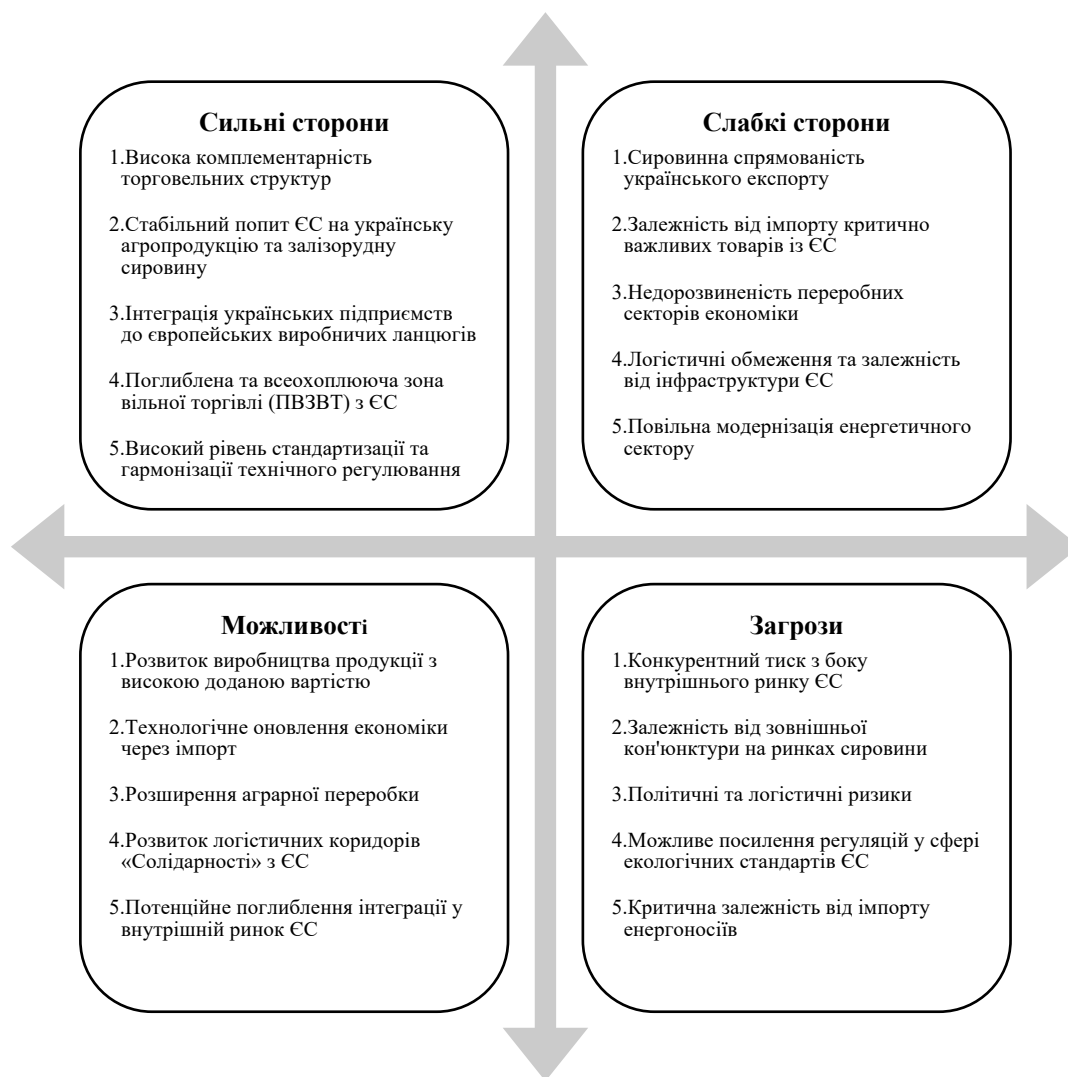 Сильні сторони
1.Висока комплементарність
торговельних структур
2.Стабільний попит ЄС на українську
агропродукцію та залізорудну
сировину
3.Інтеграція українських підприємств
до європейських виробничих ланцюгів
4.Поглиблена та всеохоплююча зона
вільної торгівлі (ПВЗВТ) з ЄС
5.Високий рівень стандартизації та
гармонізації технічного регулювання
Слабкі сторони
1.Сировинна спрямованість
українського експорту
2.Залежність від імпорту критично
важливих товарів із ЄС
3.Недорозвиненість переробних
секторів економіки
4.Логістичні обмеження та залежність
від інфраструктури ЄС
5.Повільна модернізація енергетичного
сектору
Можливості
1.Розвиток виробництва продукції з
високою доданою вартістю
2.Технологічне оновлення економіки
через імпорт
3.Розширення аграрної переробки
4.Розвиток логістичних коридорів
«Солідарності» з ЄС
5.Потенційне поглиблення інтеграції у
внутрішній ринок ЄС
Загрози
1.Конкурентний тиск з боку
внутрішнього ринку ЄС
2.Залежність від зовнішньої
кон'юнктури на ринках сировини
3.Політичні та логістичні ризики
4.Можливе посилення регуляцій у сфері
екологічних стандартів ЄС
5.Критична залежність від імпорту
енергоносіїв